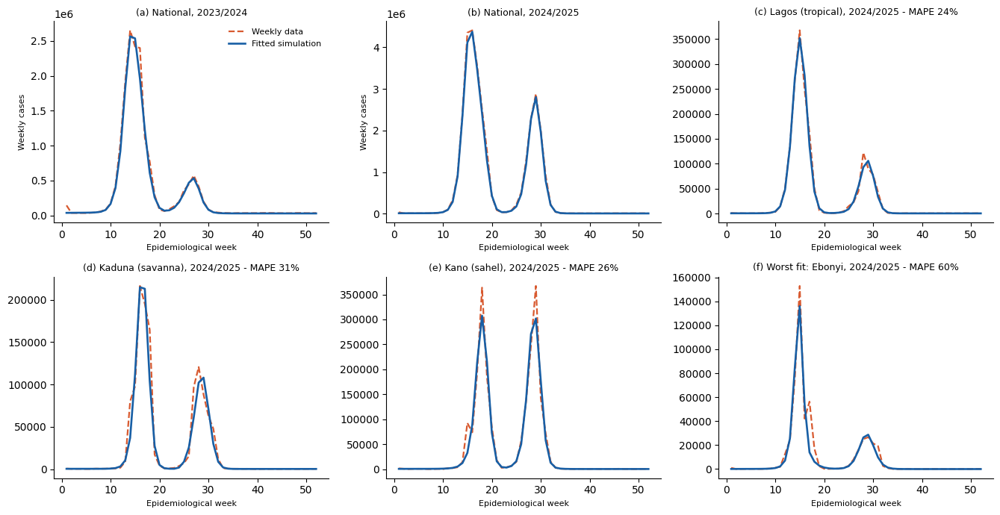 (a) National, 2023/2024
1e6
Weekly data
Fitted simulation
2.5
2.0
1.5
1.0
0.5
0.0
Weekly cases
0 10 20 30 40 50
Epidemiological week
(b) National, 2024/2025
1e6
4
3
2
1
0
Weekly cases
0 10 20 30 40 50
Epidemiological week
(c) Lagos (tropical), 2024/2025 - MAPE 24%
350000
300000
250000
200000
150000
100000
50000
0
0 10 20 30 40 50
Epidemiological week
(d) Kaduna (savanna), 2024/2025 - MAPE 31%
200000
150000
100000
50000
0
0 10 20 30 40 50
Epidemiological week
(e) Kano (sahel), 2024/2025 - MAPE 26%
350000
300000
250000
200000
150000
100000
50000
0
0 10 20 30 40 50
Epidemiological week
(f) Worst fit: Ebonyi, 2024/2025 - MAPE 60%
160000
140000
120000
100000
80000
60000
40000
20000
0
0 10 20 30 40 50
Epidemiological week